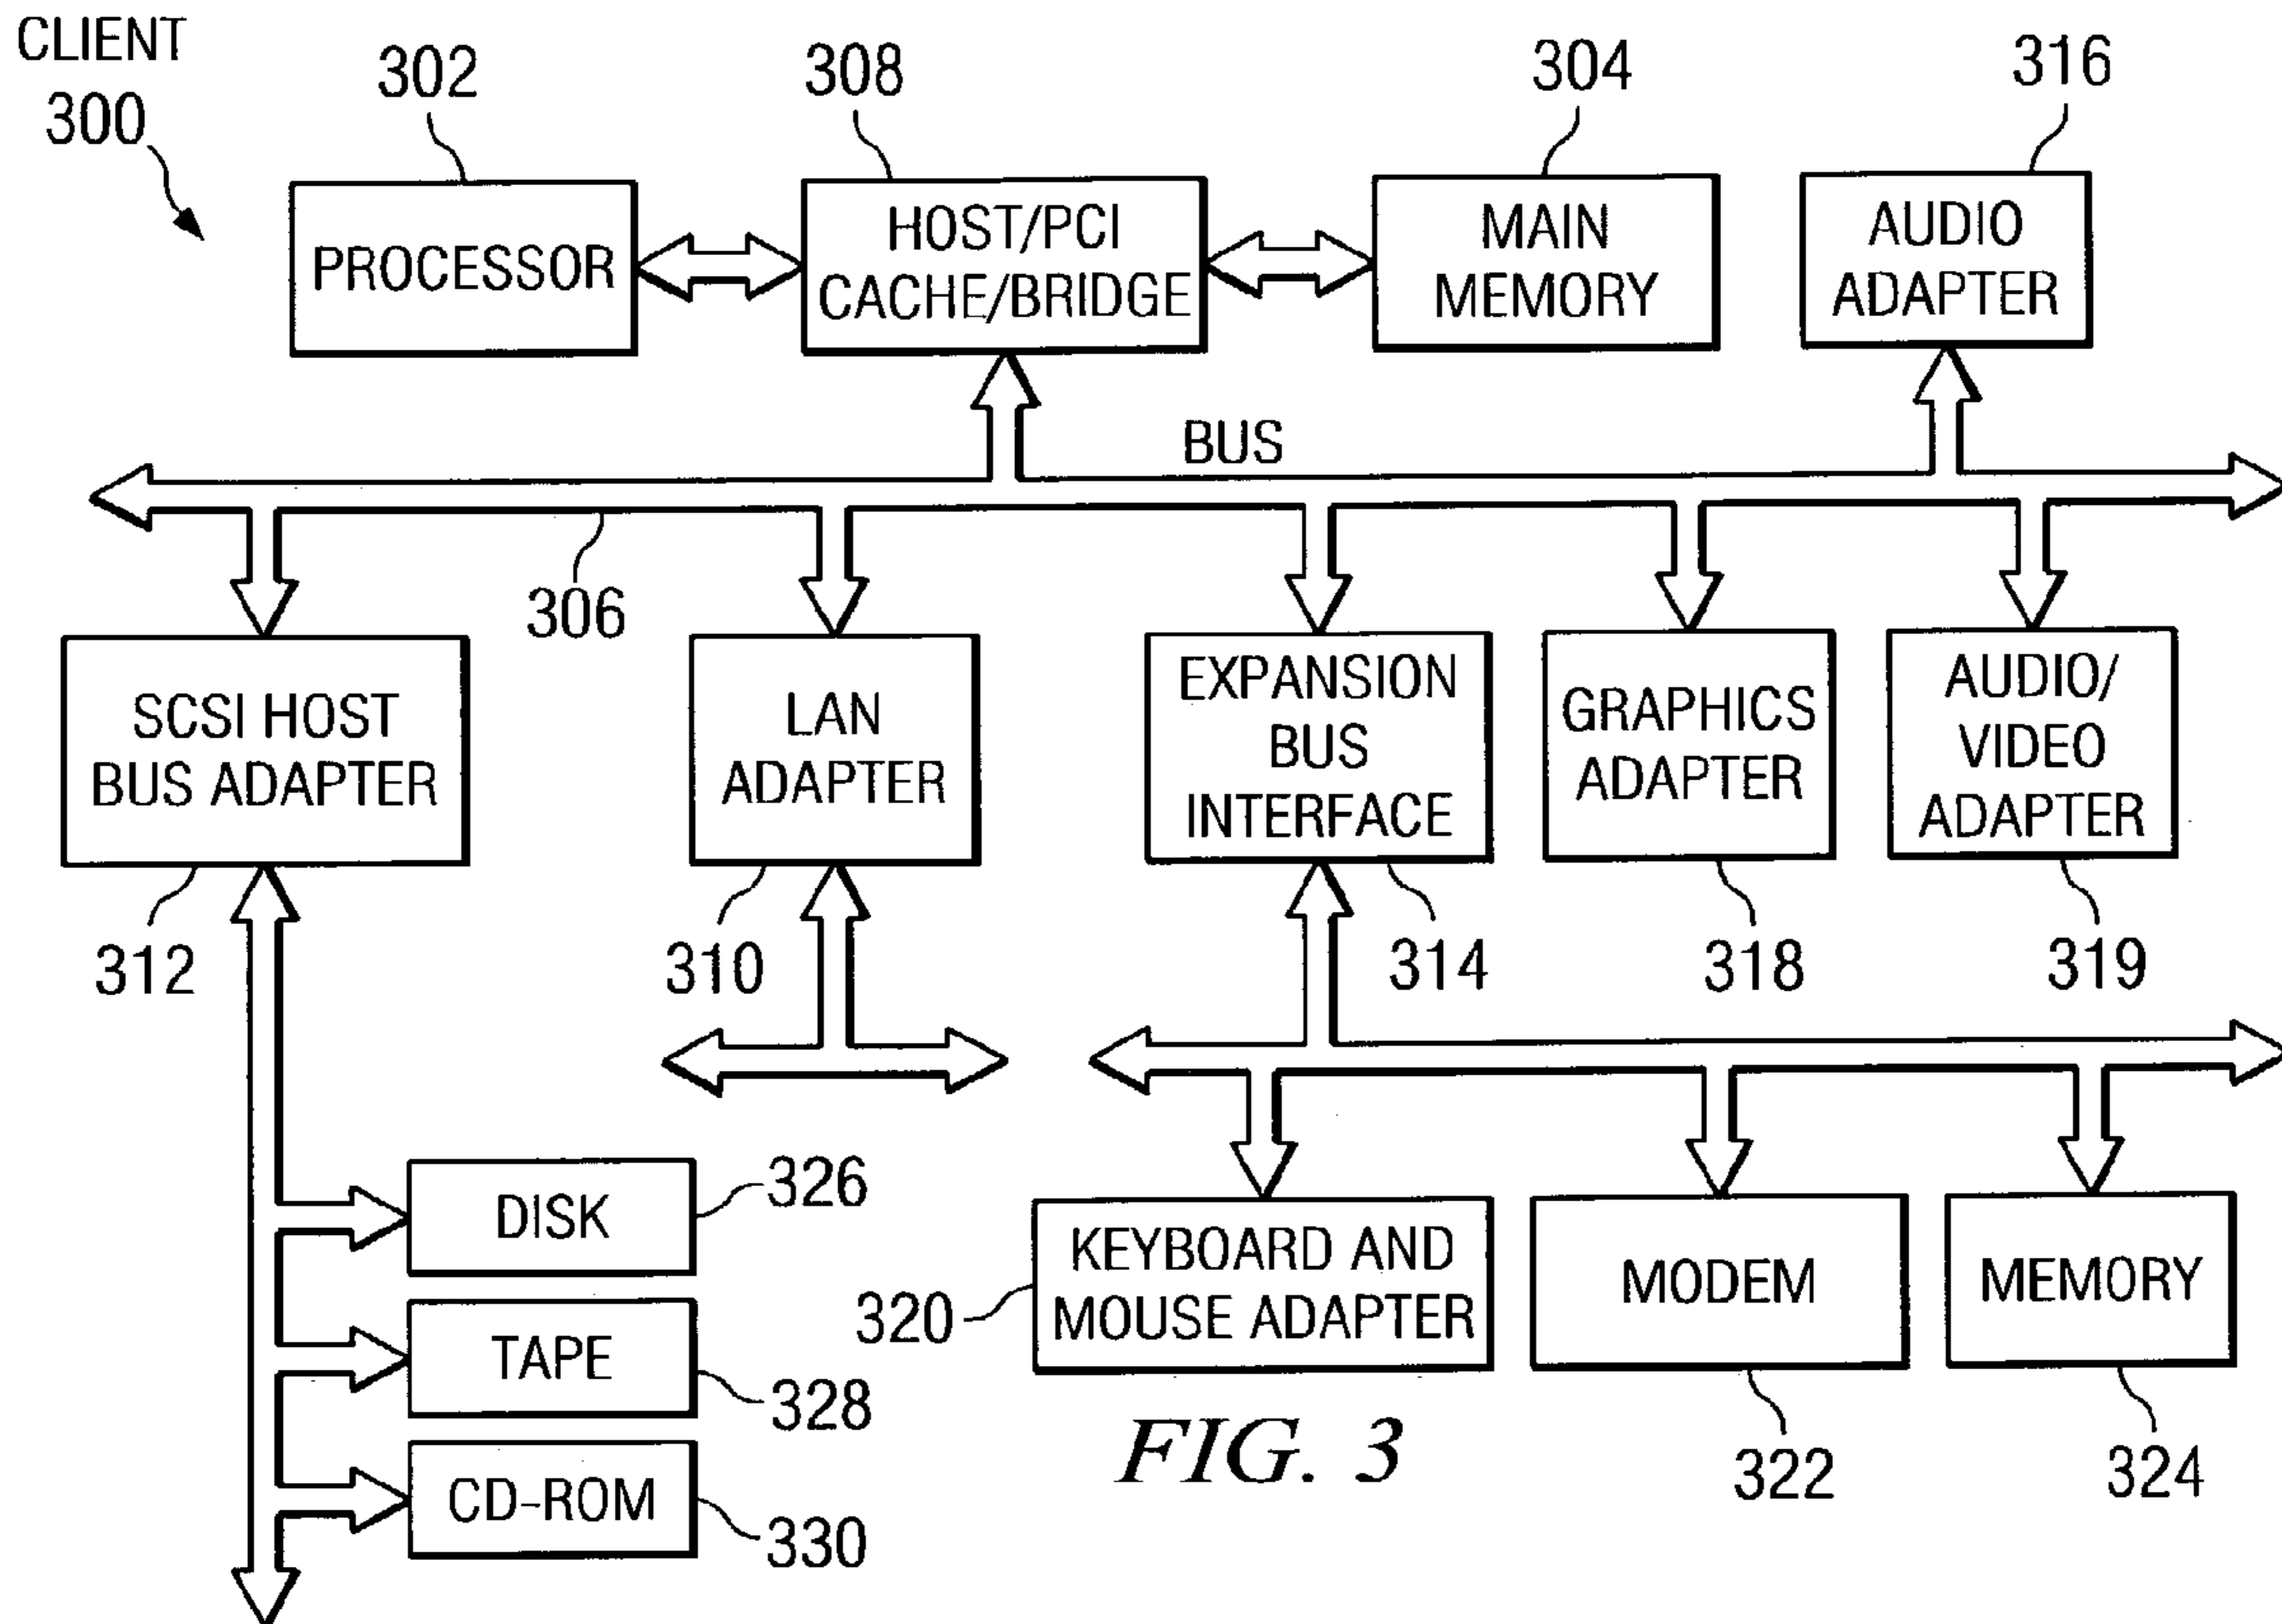 CLIENT
300
302
308
304
316
PROCESSOR
HOST/PCI
CACHE/BRIDGE
MAIN
MEMORY
AUDIO
ADAPTER
BUS
306
SCSI HOST
BUS ADAPTER
LAN
ADAPTER
EXPANSION
BUS
INTERFACE
GRAPHICS
ADAPTER
AUDIO/
VIDEO
ADAPTER
312
310
314
318
319
DISK
326
TAPE
328
CD-ROM
330
320
KEYBOARD AND
MOUSE ADAPTER
MODEM
MEMORY
322
324
FIG. 3